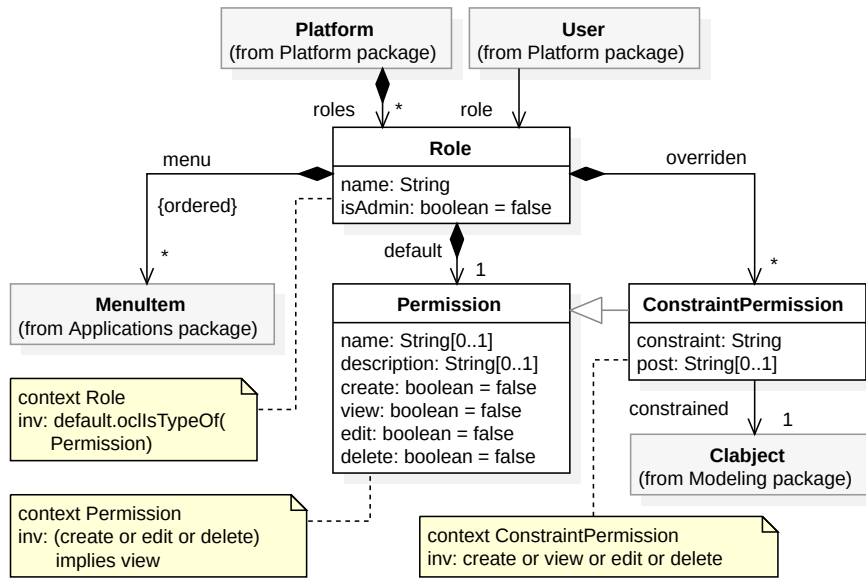 Platform
(from Platform package)
User
(from Platform package)
roles
*
role
Role
name: String
isAdmin: boolean = false
menu
{ordered}
*
overriden
*
default
1
MenuItem
(from Applications package)
Permission
name: String[0..1]
description: String[0..1]
create: boolean = false
view: boolean = false
edit: boolean = false
delete: boolean = false
ConstraintPermission
constraint: String
post: String[0..1]
constrained
1
Clabject
(from Modeling package)
context Role
inv: default.oclIsTypeOf(
Permission)
context Permission
inv: (create or edit or delete)
implies view
context ConstraintPermission
inv: create or view or edit or delete